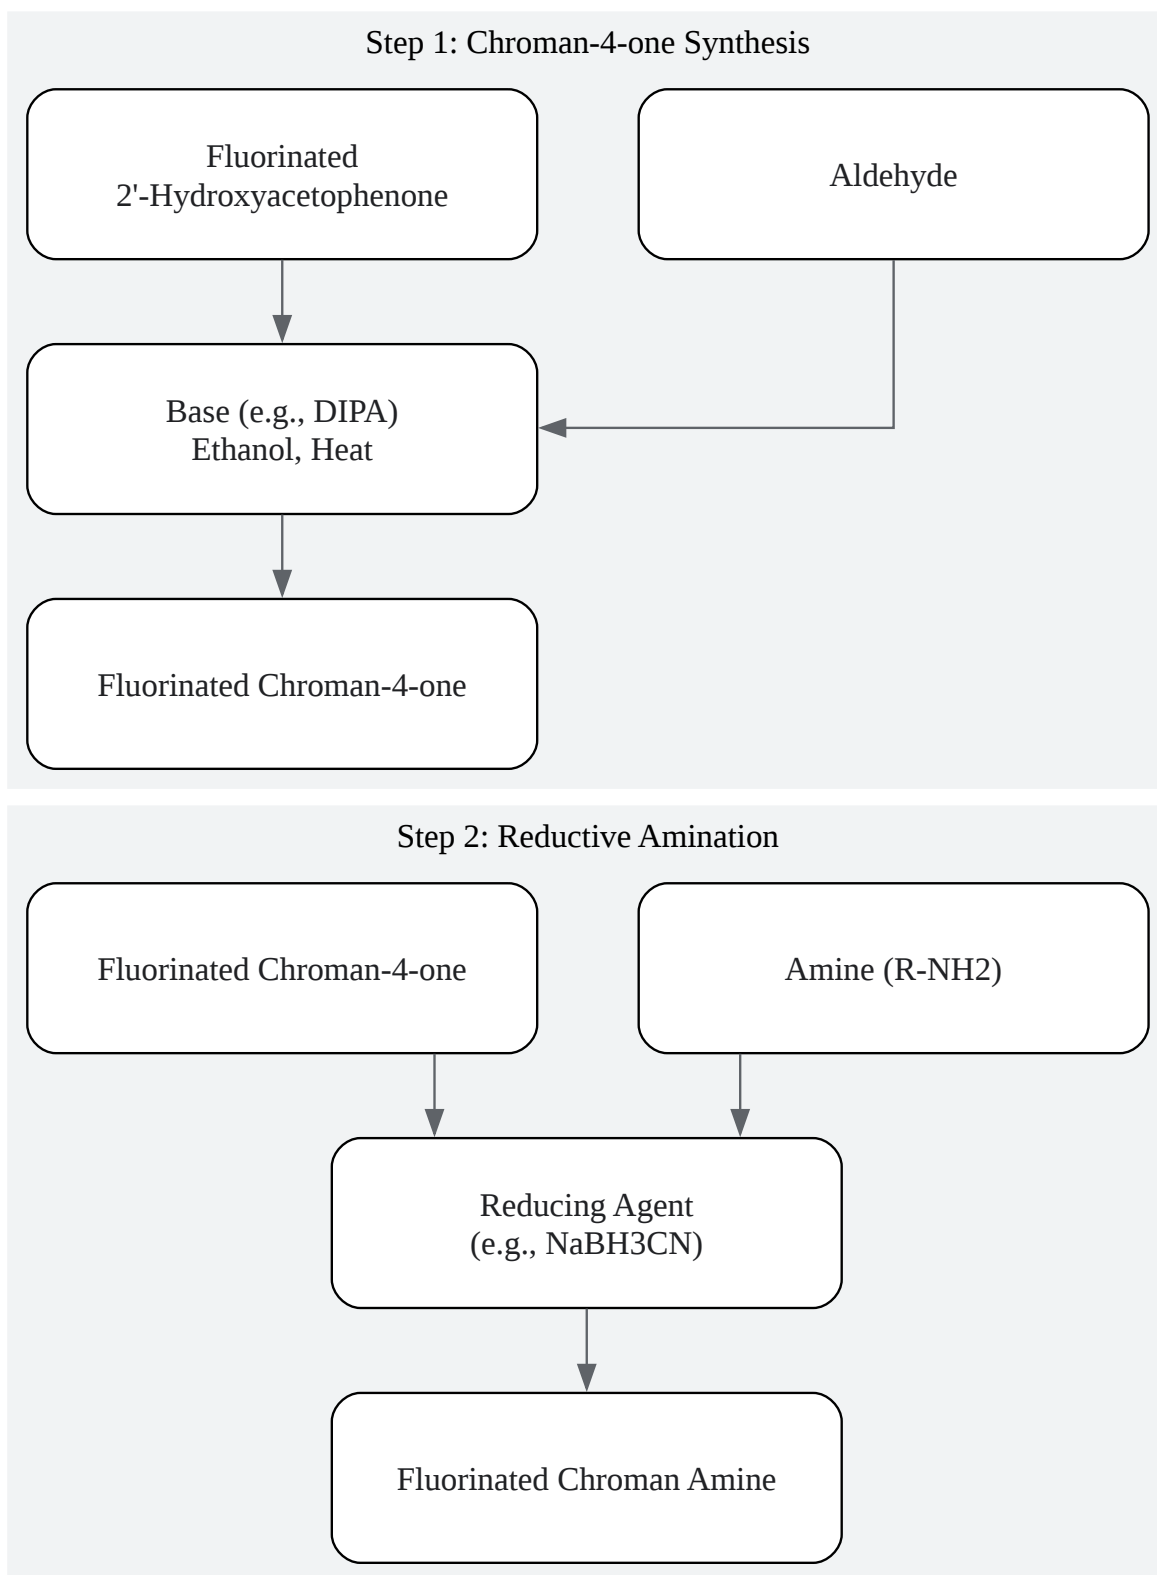 Step 1: Chroman-4-one Synthesis
Fluorinated
2'-Hydroxyacetophenone
Aldehyde
Base (e.g., DIPA)
Ethanol, Heat
Fluorinated Chroman-4-one
Step 2: Reductive Amination
Fluorinated Chroman-4-one
Amine (R-NH2)
Reducing Agent
(e.g., NaBH3CN)
Fluorinated Chroman Amine